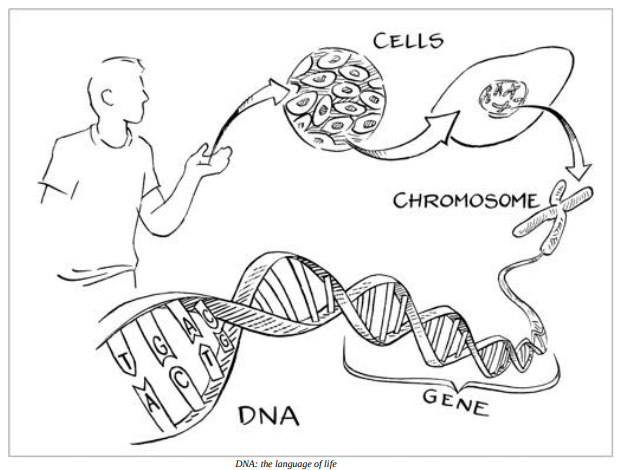 CELLS
CHROMOSOME
T
A
G
C
A
T
C
G
GENE
DNA
DNA: the language of life